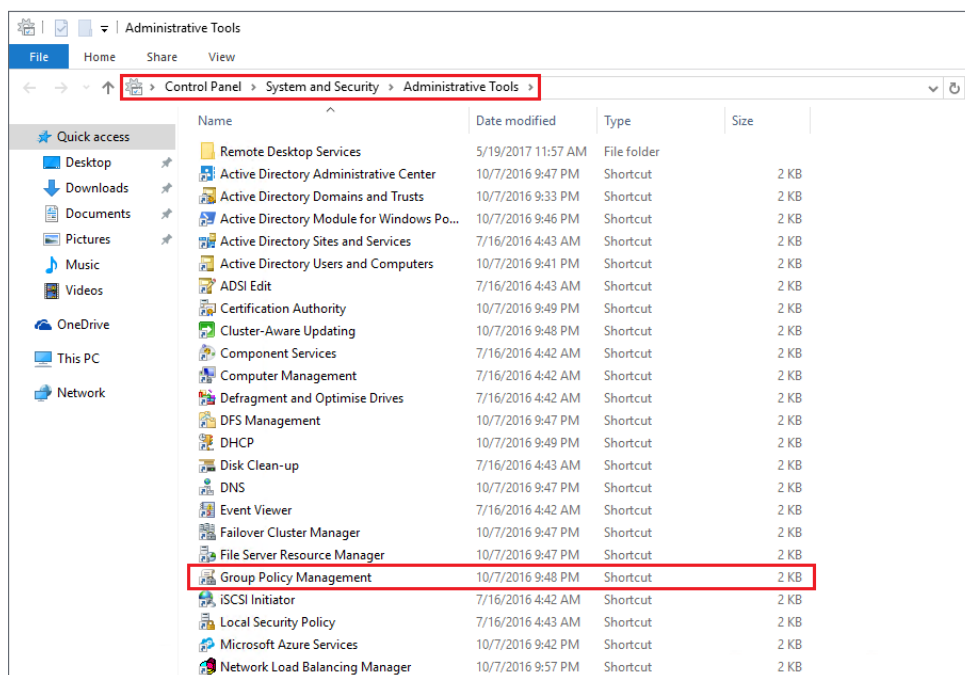 Administrative Tools
File Home Share View
Control Panel > System and Security > Administrative Tools >
Name Date modified Type Size
Quick access
Desktop
Downloads
Documents
Pictures
Music
Videos
OneDrive
This PC
Network
Remote Desktop Services 5/19/2017 11:57 AM File folder
Active Directory Administrative Center 10/7/2016 9:47 PM Shortcut 2 KB
Active Directory Domains and Trusts 10/7/2016 9:33 PM Shortcut 2 KB
Active Directory Module for Windows Po... 10/7/2016 9:46 PM Shortcut 2 KB
Active Directory Sites and Services 7/16/2016 4:43 AM Shortcut 2 KB
Active Directory Users and Computers 10/7/2016 9:41 PM Shortcut 2 KB
ADSI Edit 7/16/2016 4:43 AM Shortcut 2 KB
Certification Authority 10/7/2016 9:49 PM Shortcut 2 KB
Cluster-Aware Updating 10/7/2016 9:48 PM Shortcut 2 KB
Component Services 7/16/2016 4:42 AM Shortcut 2 KB
Computer Management 7/16/2016 4:42 AM Shortcut 2 KB
Defragment and Optimise Drives 7/16/2016 4:42 AM Shortcut 2 KB
DFS Management 10/7/2016 9:47 PM Shortcut 2 KB
DHCP 10/7/2016 9:49 PM Shortcut 2 KB
Disk Clean-up 7/16/2016 4:43 AM Shortcut 2 KB
DNS 10/7/2016 9:47 PM Shortcut 2 KB
Event Viewer 7/16/2016 4:42 AM Shortcut 2 KB
Failover Cluster Manager 10/7/2016 9:47 PM Shortcut 2 KB
File Server Resource Manager 10/7/2016 9:47 PM Shortcut 2 KB
Group Policy Management 10/7/2016 9:48 PM Shortcut 2 KB
iSCSI Initiator 7/16/2016 4:42 AM Shortcut 2 KB
Local Security Policy 7/16/2016 4:43 AM Shortcut 2 KB
Microsoft Azure Services 10/7/2016 9:42 PM Shortcut 2 KB
Network Load Balancing Manager 10/7/2016 9:57 PM Shortcut 2 KB